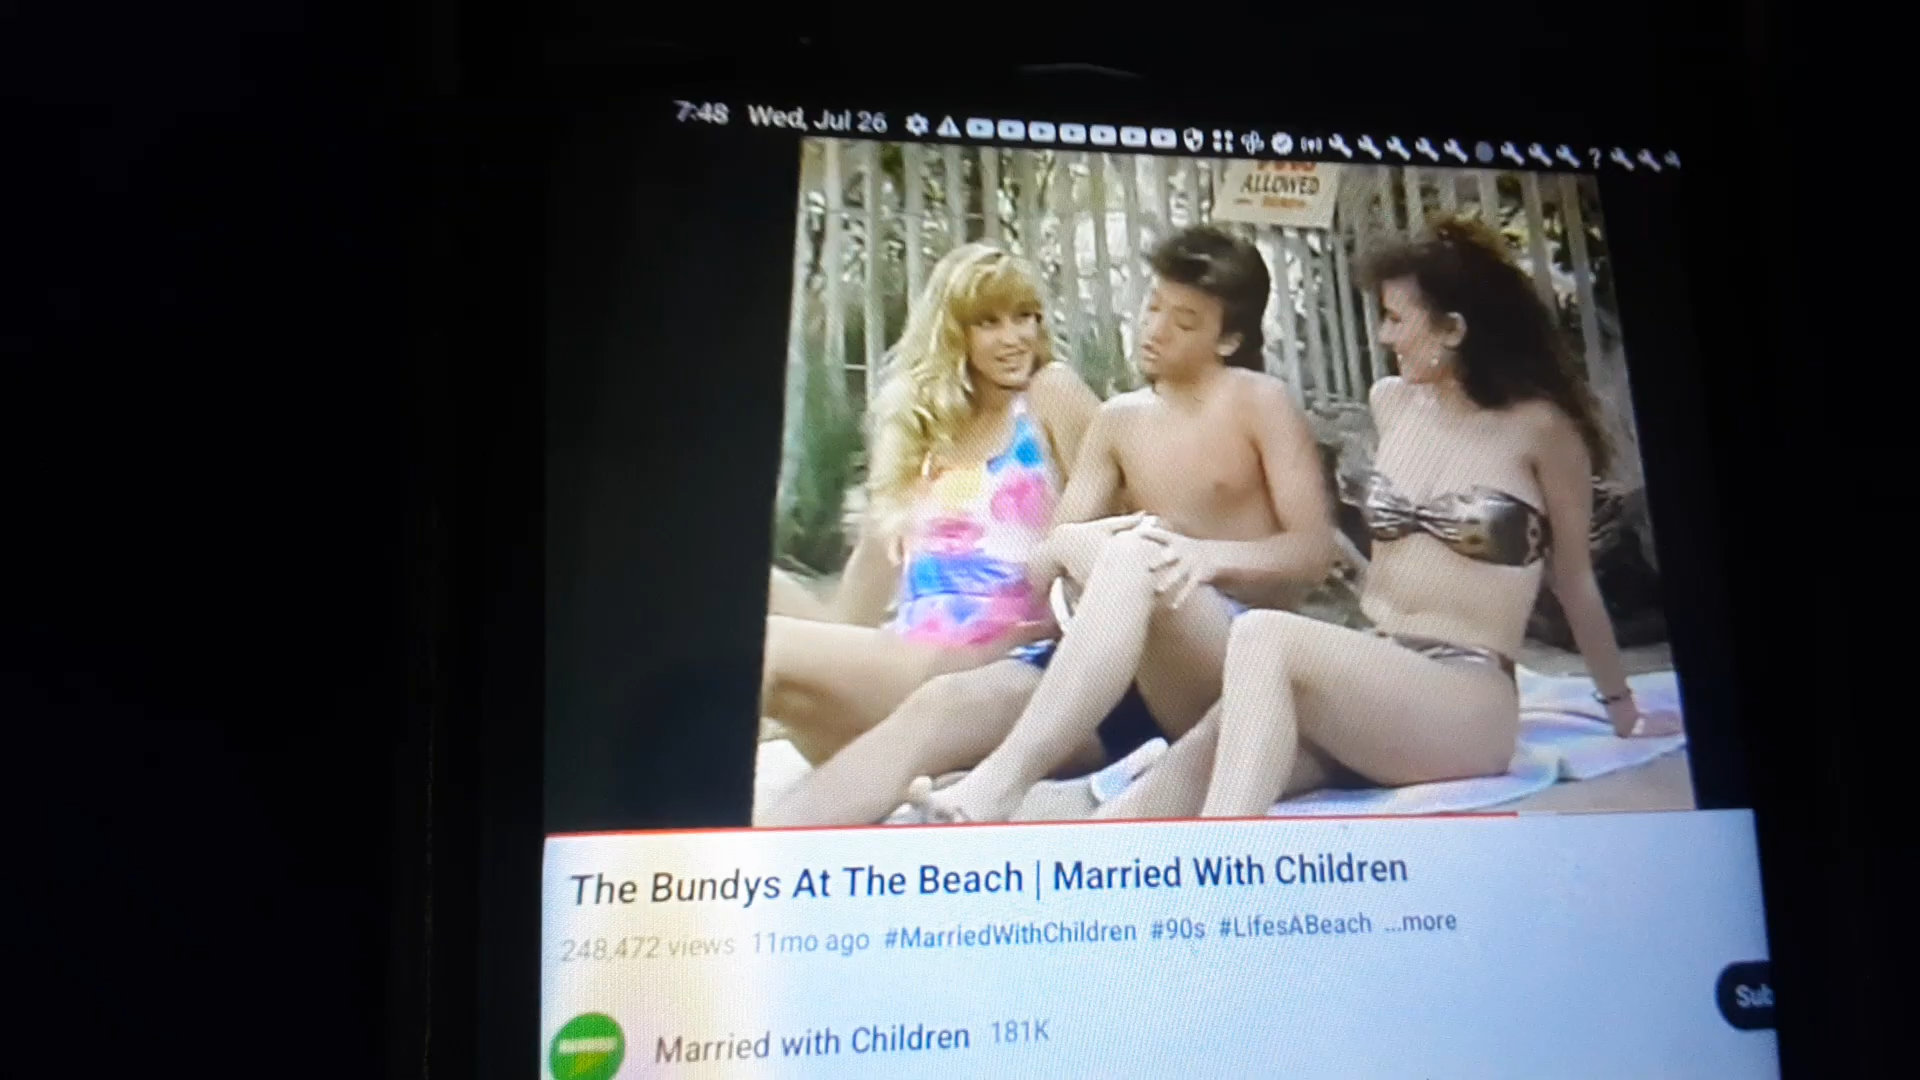 7:48 Wed, Jul 26
ALLOWED
The Bundys At The Beach | Married With Children
248,472 views 11mo ago #MarriedWithChildren #90s #LifesABeach ...more
Sub
Married with Children 181K